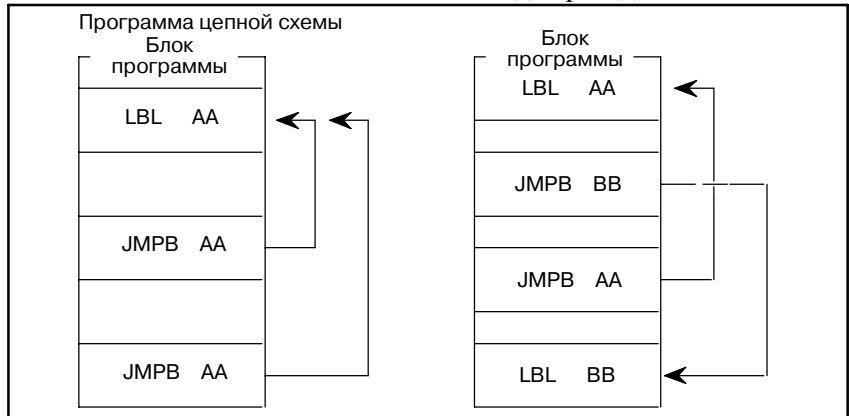 Программа цепной схемы
Блок
программы
LBL AA
JMPB AA
JMPB AA
Блок
программы
LBL AA
JMPB BB
JMPB AA
LBL BB